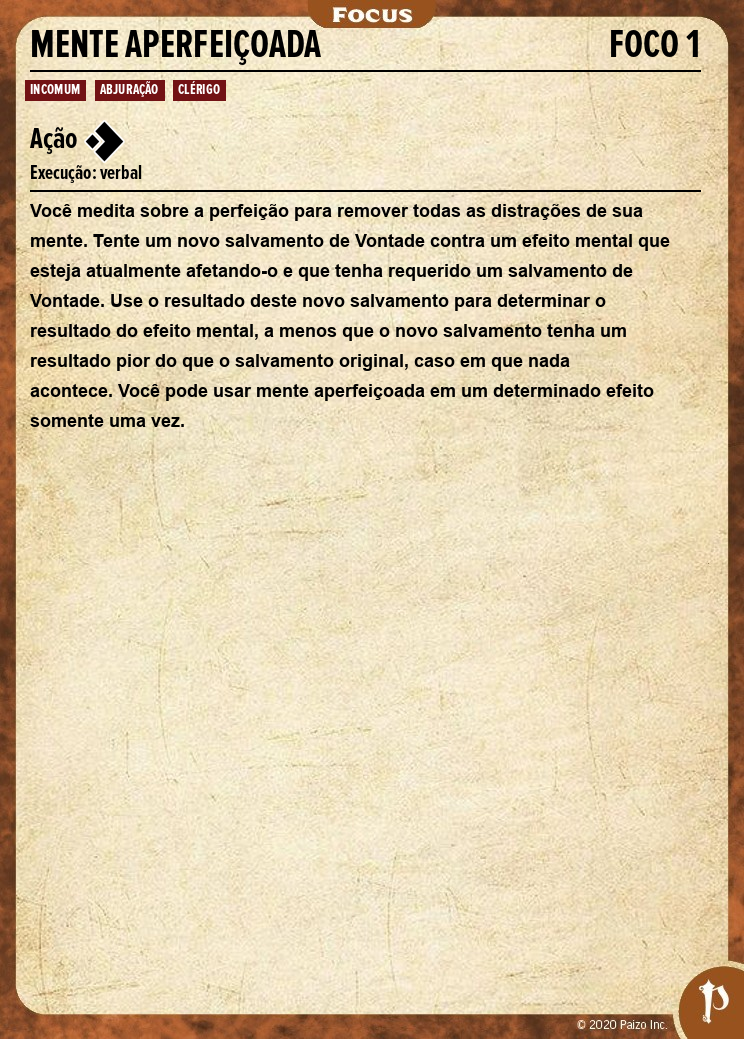 Focus
MENTE APERFEIÇOADA FOCO 1
INCOMUM ABJURAÇÃO CLÉRIGO
Ação
Execução: verbal
Você medita sobre a perfeição para remover todas as distrações de sua
mente. Tente um novo salvamento de Vontade contra um efeito mental que
esteja atualmente afetando-o e que tenha requerido um salvamento de
Vontade. Use o resultado deste novo salvamento para determinar o
resultado do efeito mental, a menos que o novo salvamento tenha um
resultado pior do que o salvamento original, caso em que nada
acontece. Você pode usar mente aperfeiçoada em um determinado efeito
somente uma vez.
© 2020 Paizo Inc.
P